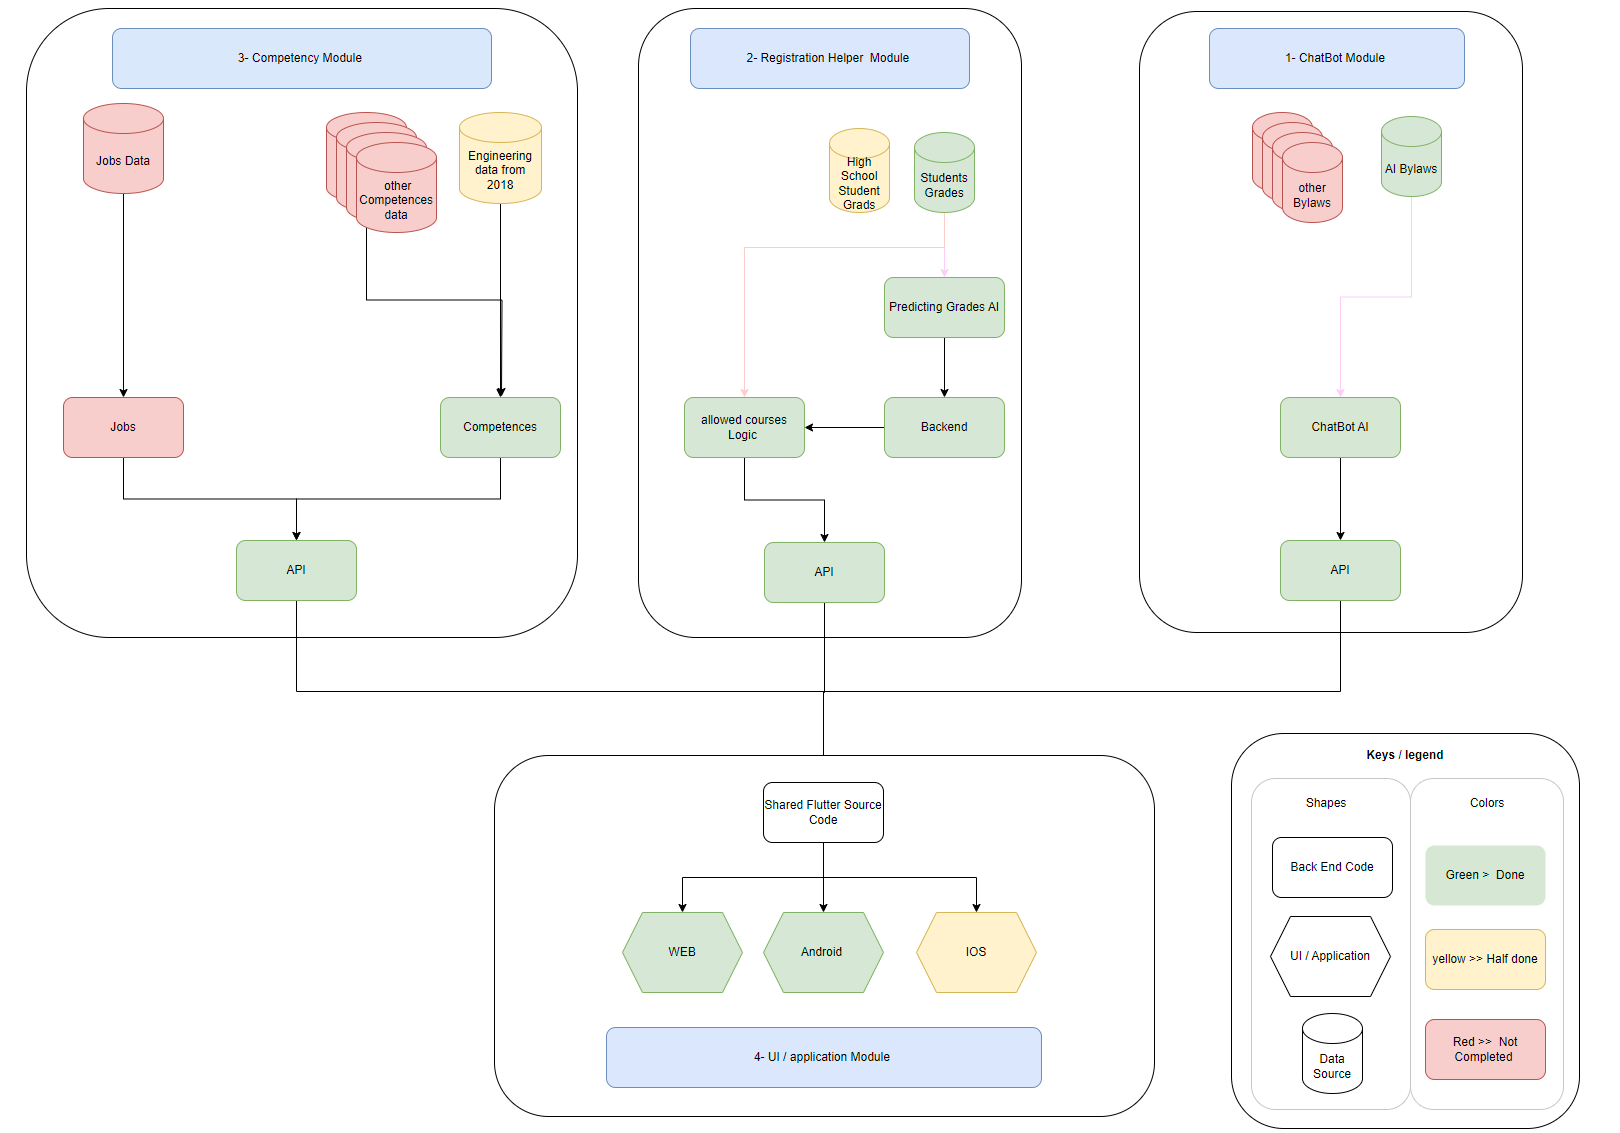 3- Competency Module
Jobs Data
other
Competences
data
Engineering
data from
2018
Jobs
Competences
API
2- Registration Helper  Module
High
School
Student
Grads
Students
Grades
Predicting Grades AI
allowed courses
Logic
Backend
API
1- ChatBot Module
other
Bylaws
AI Bylaws
ChatBot AI
API
Shared Flutter Source
Code
WEB
Android
IOS
4- UI / application Module
Keys / legend
Shapes
Back End Code
UI / Application
Data
Source
Colors
Green >  Done
yellow >> Half done
Red >>  Not
Completed